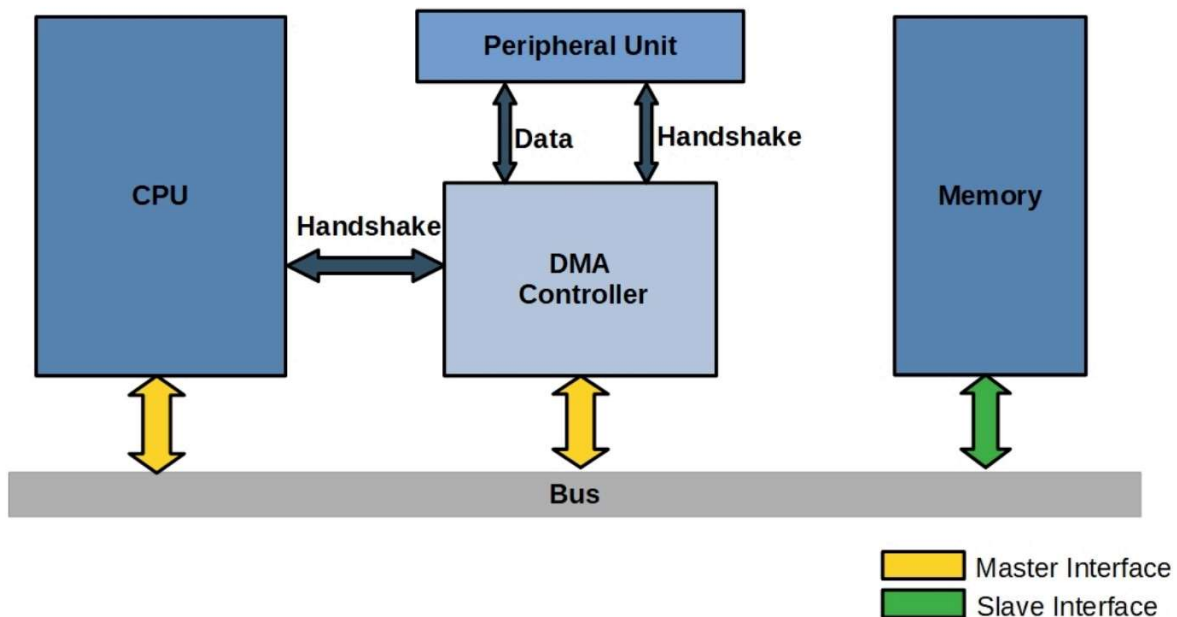 Peripheral Unit
Data
Handshake
CPU
Memory
Handshake
DMA
Controller
Bus
Master Interface
Slave Interface